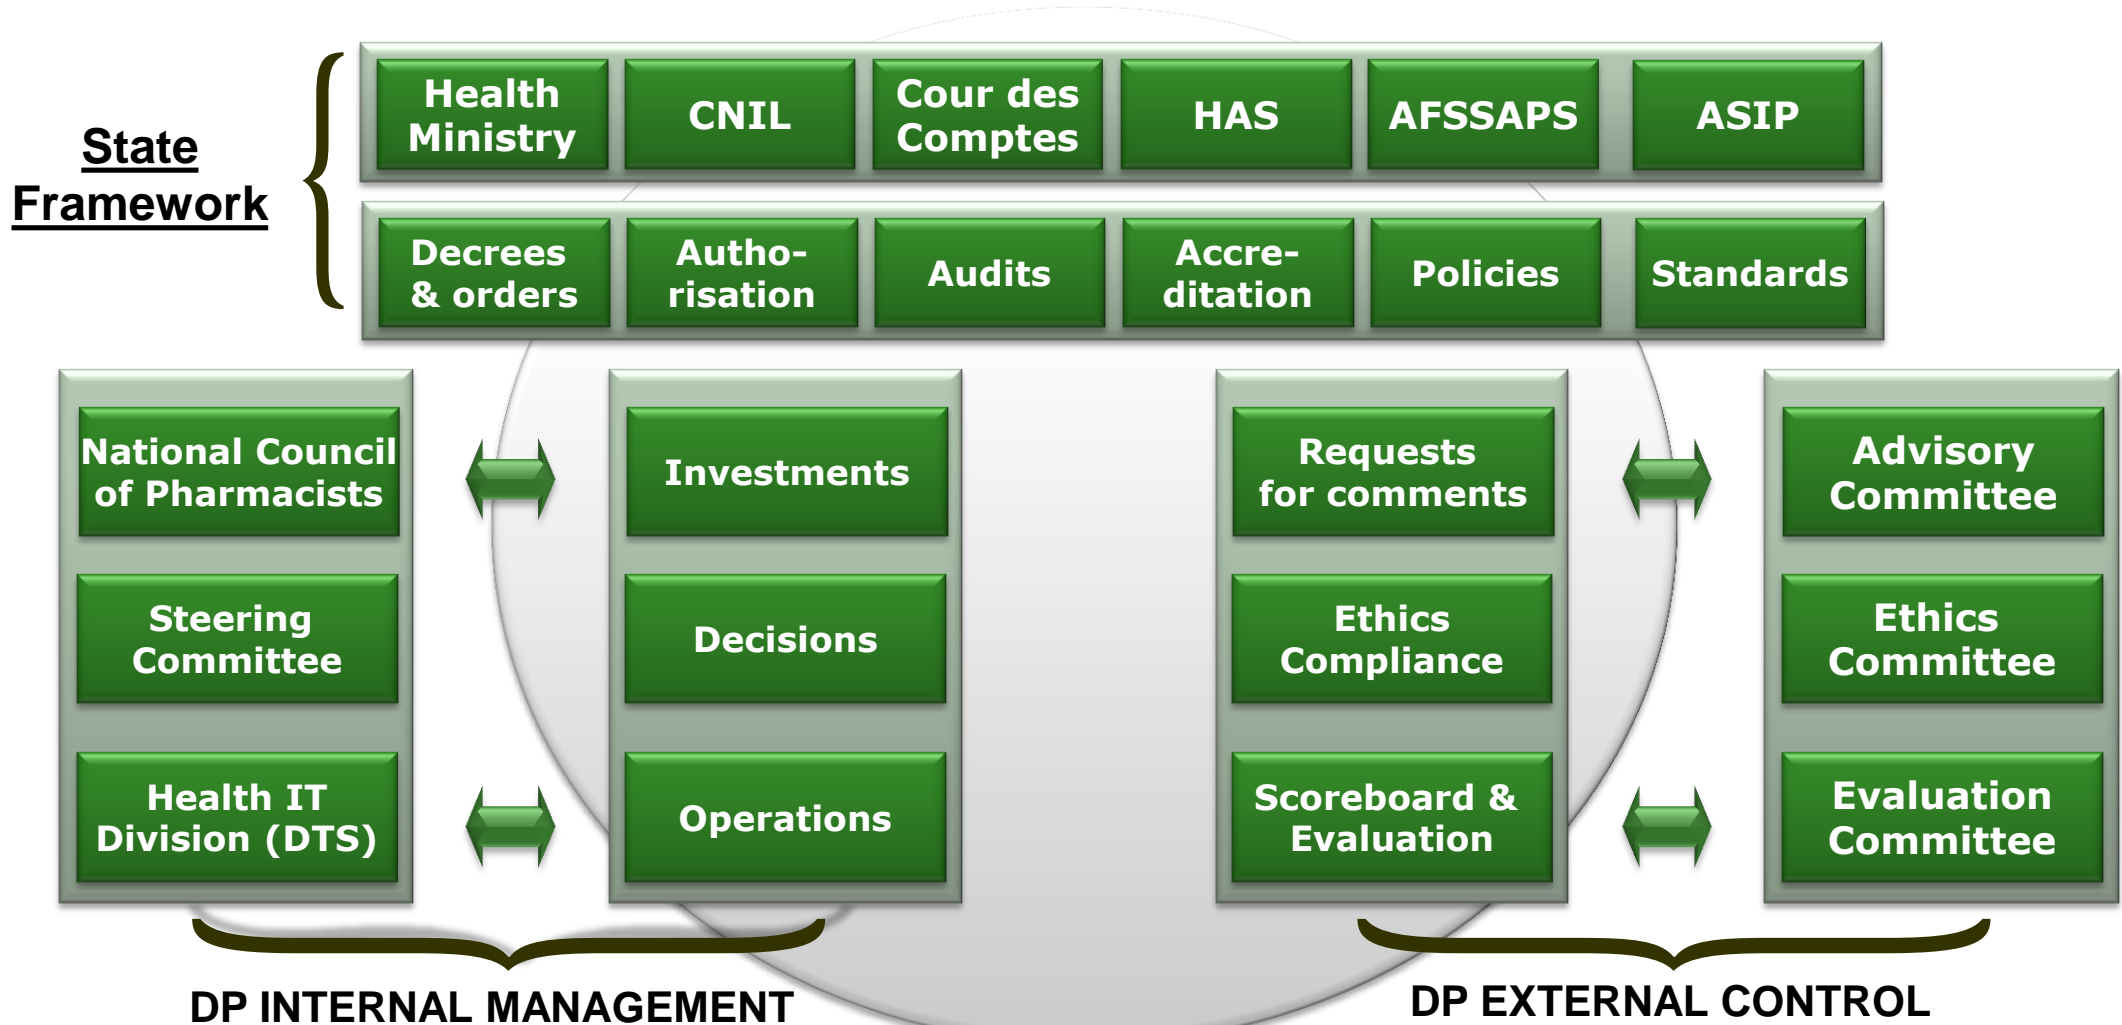 State
Framework
Health
Ministry
CNIL
Cour des
Comptes
HAS
AFSSAPS
ASIP
Decrees
& orders
Autho-
risation
Audits
Accre-
ditation
Policies
Standards
National Council
of Pharmacists
Investments
Requests
for comments
Advisory
Committee
Steering
Committee
Decisions
Ethics
Compliance
Ethics
Committee
Health IT
Division (DTS)
Operations
Scoreboard &
Evaluation
Evaluation
Committee
DP INTERNAL MANAGEMENT
DP EXTERNAL CONTROL